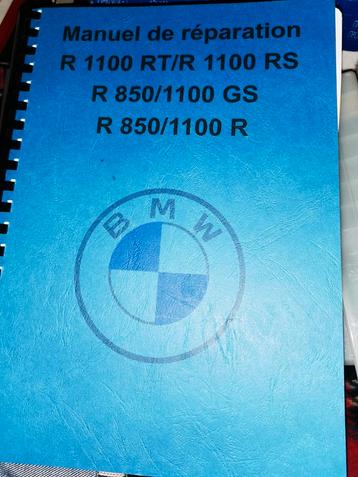 Manuel de réparation
R 1100 RT/R 1100 RS
R 850/1100 GS
R 850/1100 R
BMW